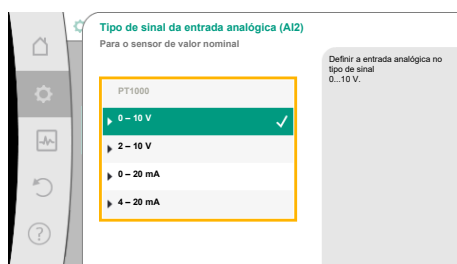 Tipo de sinal da entrada analógica (AI2)
Para o sensor de valor nominal
Definir a entrada analógica no
tipo de sinal
0...10 V.
PT1000
0 – 10 V
2 – 10 V
0 – 20 mA
4 – 20 mA
?